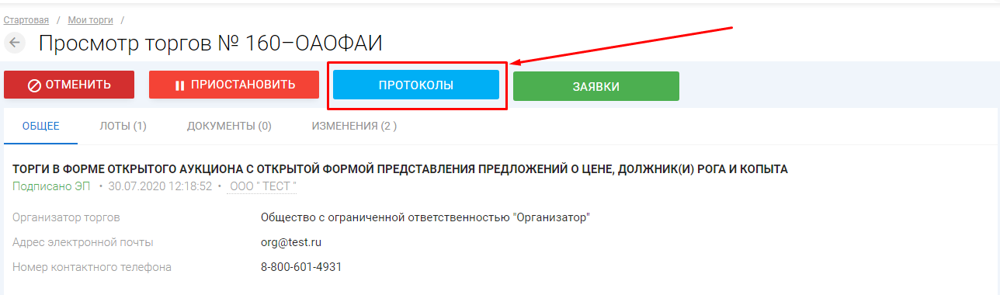 Стартовая / Мои торги /
Просмотр торгов № 160–ОАОФАИ
ОТМЕНИТЬ ПРИОСТАНОВИТЬ ПРОТОКОЛЫ ЗАЯВКИ
ОБЩЕЕ ЛОТЫ (1) ДОКУМЕНТЫ (0) ИЗМЕНЕНИЯ (2 )
ТОРГИ В ФОРМЕ ОТКРЫТОГО АУКЦИОНА С ОТКРЫТОЙ ФОРМОЙ ПРЕДСТАВЛЕНИЯ ПРЕДЛОЖЕНИЙ О ЦЕНЕ, ДОЛЖНИК(И) РОГА И КОПЫТА
Подписано ЭП • 30.07.2020 12:18:52 • ООО " ТЕСТ "
Организатор торгов Общество с ограниченной ответственностью "Организатор"
Адрес электронной почты org@test.ru
Номер контактного телефона 8-800-601-4931